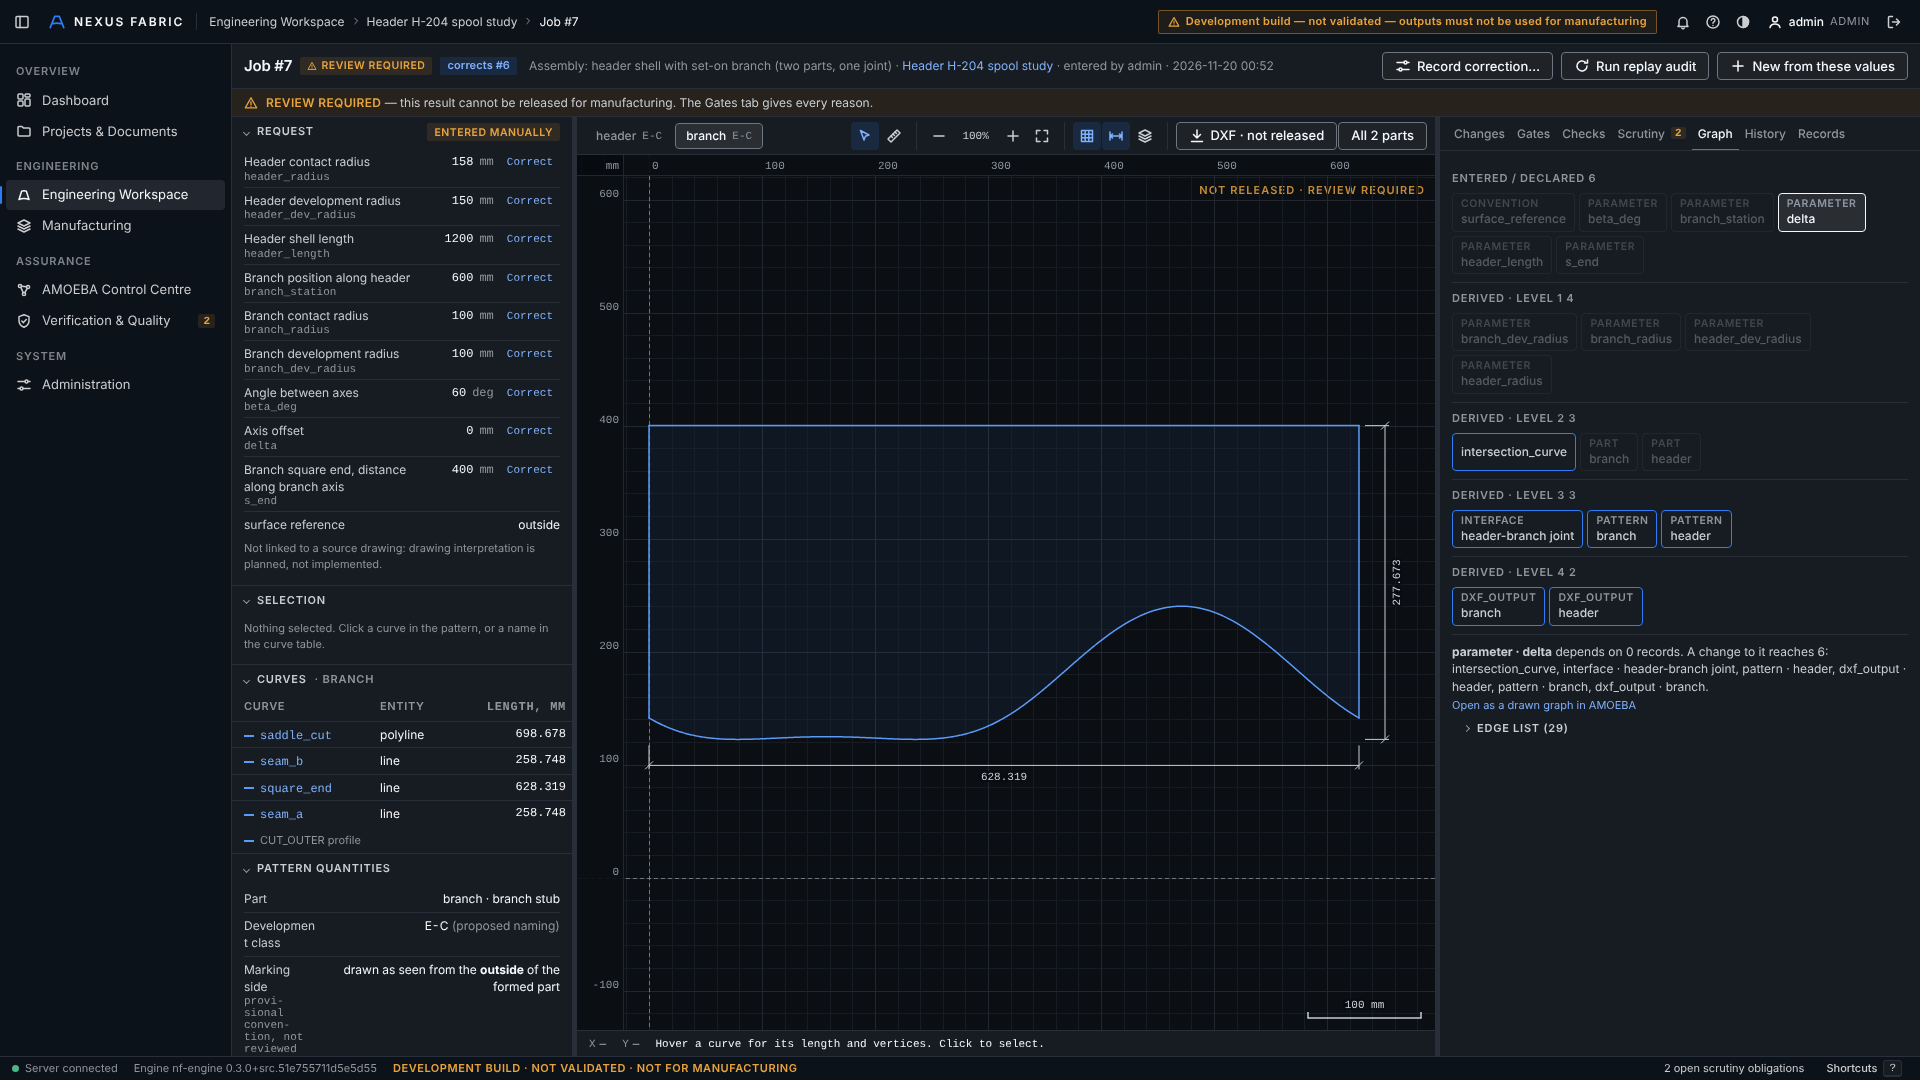 NEXUS FABRIC
Engineering Workspace > Header H-204 spool study > Job #7
Development build — not validated — outputs must not be used for manufacturing
admin ADMIN
OVERVIEW
Dashboard
Projects & Documents
ENGINEERING
Engineering Workspace
Manufacturing
ASSURANCE
AMOEBA Control Centre
Verification & Quality 2
SYSTEM
Administration
Job #7 REVIEW REQUIRED corrects #6 Assembly: header shell with set-on branch (two parts, one joint) · Header H-204 spool study · entered by admin · 2026-11-20 00:52
Record correction...
Run replay audit
New from these values
REVIEW REQUIRED — this result cannot be released for manufacturing. The Gates tab gives every reason.
REQUEST ENTERED MANUALLY
Header contact radius 158 mm Correct
header_radius
Header development radius 150 mm Correct
header_dev_radius
Header shell length 1200 mm Correct
header_length
Branch position along header 600 mm Correct
branch_station
Branch contact radius 100 mm Correct
branch_radius
Branch development radius 100 mm Correct
branch_dev_radius
Angle between axes 60 deg Correct
beta_deg
Axis offset 0 mm Correct
delta
Branch square end, distance 400 mm Correct
along branch axis
s_end
surface reference outside
Not linked to a source drawing: drawing interpretation is
planned, not implemented.
SELECTION
Nothing selected. Click a curve in the pattern, or a name in
the curve table.
CURVES · BRANCH
CURVE ENTITY LENGTH, MM
saddle_cut polyline 698.678
seam_b line 258.748
square_end line 628.319
seam_a line 258.748
CUT_OUTER profile
PATTERN QUANTITIES
Part branch · branch stub
Developmen E-C (proposed naming)
t class
Marking drawn as seen from the outside of the
side formed part
provi-
sional
conven-
tion, not
reviewed
header E-C
branch E-C
100%
DXF · not released
All 2 parts
mm 0 100 200 300 400 500 600
NOT RELEASED · REVIEW REQUIRED
600
500
400
300
200
100
0
-100
277.673
628.319
100 mm
X — Y — Hover a curve for its length and vertices. Click to select.
Changes Gates Checks Scrutiny 2 Graph History Records
ENTERED / DECLARED 6
CONVENTION
surface_reference
PARAMETER
beta_deg
PARAMETER
branch_station
PARAMETER
delta
PARAMETER
header_length
PARAMETER
s_end
DERIVED · LEVEL 1 4
PARAMETER
branch_dev_radius
PARAMETER
branch_radius
PARAMETER
header_dev_radius
PARAMETER
header_radius
DERIVED · LEVEL 2 3
intersection_curve
PART
branch
PART
header
DERIVED · LEVEL 3 3
INTERFACE
header-branch joint
PATTERN
branch
PATTERN
header
DERIVED · LEVEL 4 2
DXF_OUTPUT
branch
DXF_OUTPUT
header
parameter · delta depends on 0 records. A change to it reaches 6:
intersection_curve, interface · header-branch joint, pattern · header, dxf_output ·
header, pattern · branch, dxf_output · branch.
Open as a drawn graph in AMOEBA
EDGE LIST (29)
Server connected Engine nf-engine 0.3.0+src.51e755711d5e5d55 DEVELOPMENT BUILD · NOT VALIDATED · NOT FOR MANUFACTURING
2 open scrutiny obligations Shortcuts ?